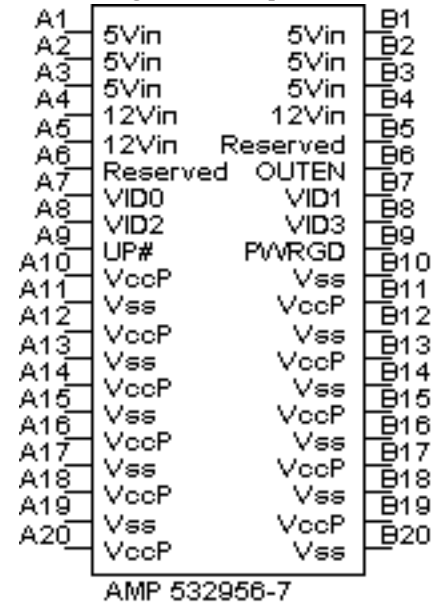 A1 5Vin 5Vin B1
A2 5Vin 5Vin B2
A3 5Vin 5Vin B3
A4 12Vin 12Vin B4
A5 12Vin Reserved B5
A6 Reserved OUTEN B6
A7 VID0 VID1 B7
A8 VID2 VID3 B8
A9 UP# PWRGD B9
A10 VccP Vss B10
A11 Vss VccP B11
A12 VccP Vss B12
A13 Vss VccP B13
A14 VccP Vss B14
A15 Vss VccP B15
A16 VccP Vss B16
A17 Vss VccP B17
A18 VccP Vss B18
A19 Vss VccP B19
A20 VccP Vss B20
AMP 532956-7